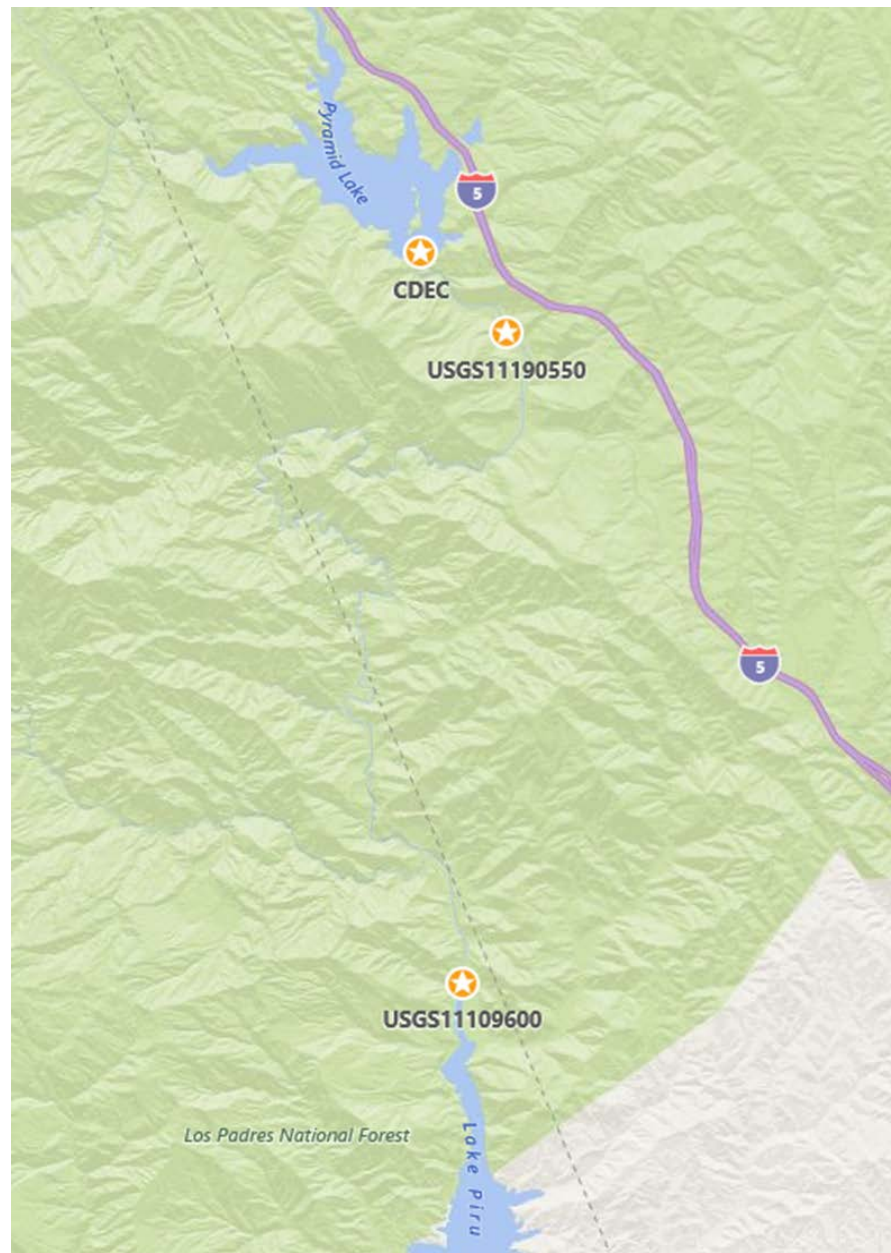 Pyramid Lake
5
CDEC
USGS11190550
5
USGS11109600
Los Padres National Forest
Lake Piru